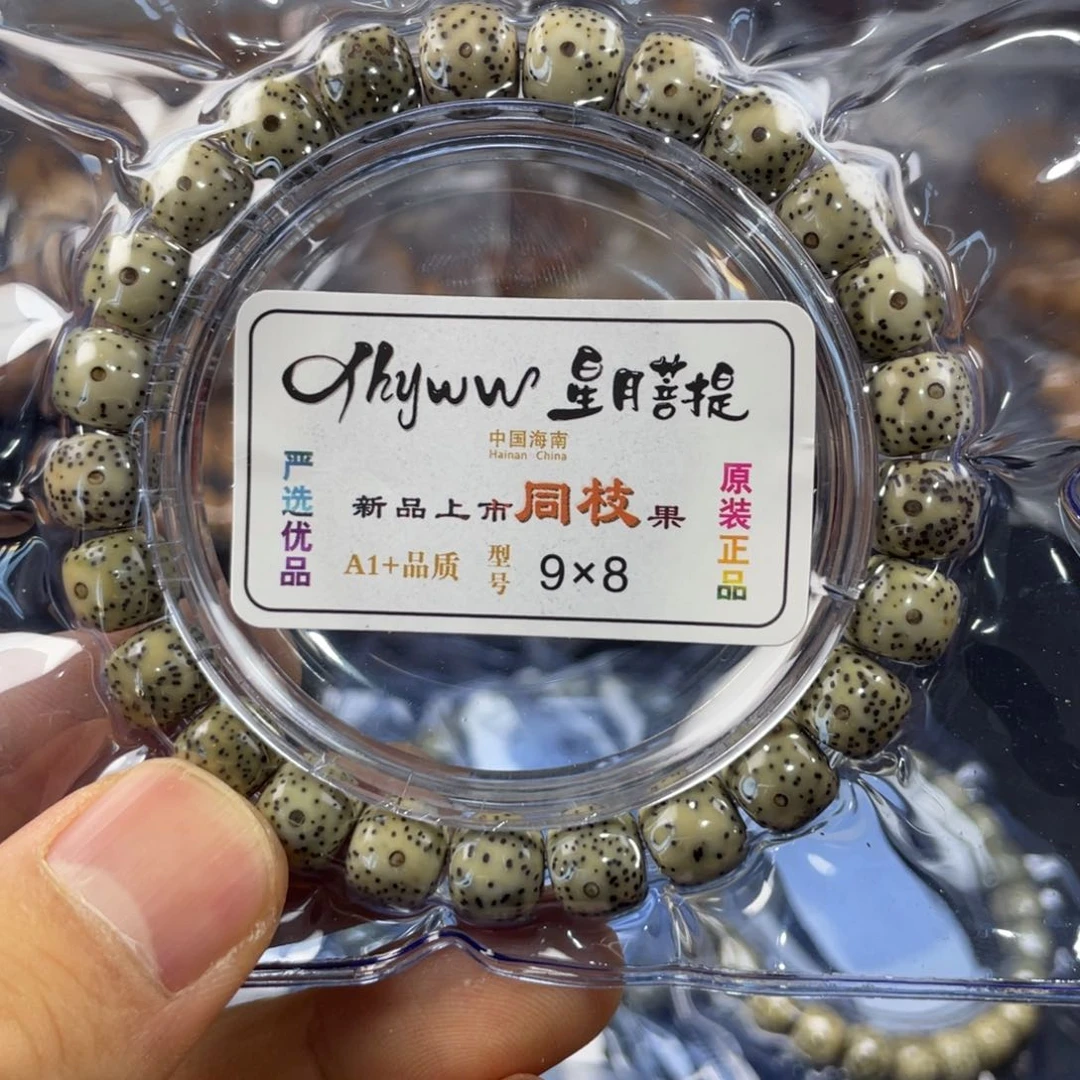 dhyww 星月菩提
中国海南
Hainan China
严选优品
新品上市同枝果
A1+品质 型号 9×8
原装正品